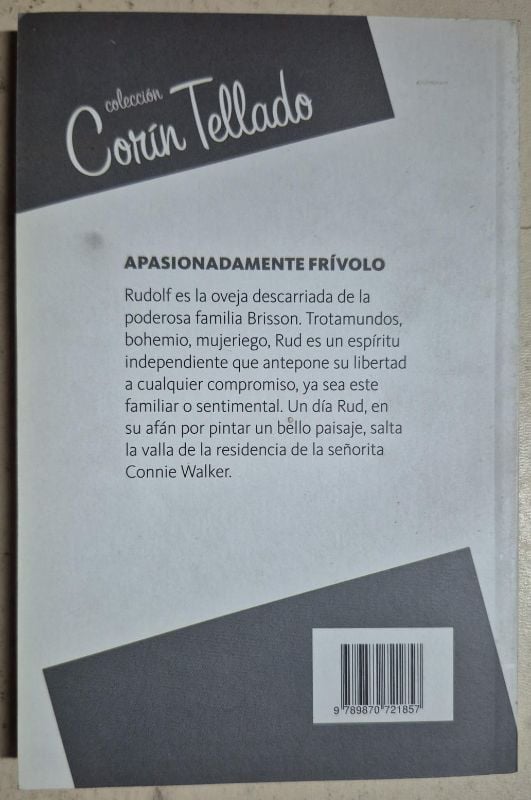 colección
Corín Tellado
APASIONADAMENTE FRÍVOLO
Rudolf es la oveja descarriada de la
poderosa familia Brisson. Trotamundos,
bohemio, mujeriego, Rud es un espíritu
independiente que antepone su libertad
a cualquier compromiso, ya sea este
familiar o sentimental. Un día Rud, en
su afán por pintar un bello paisaje, salta
la valla de la residencia de la señorita
Connie Walker.
9 789870 721857